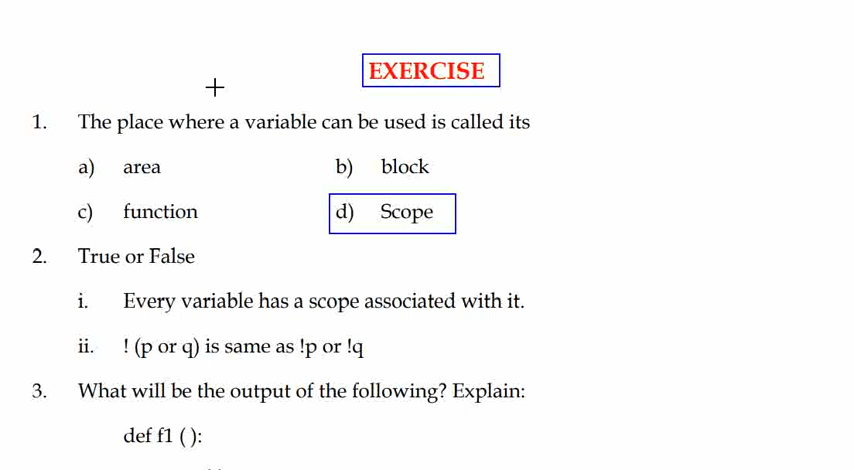 EXERCISE
1. The place where a variable can be used is called its
a) area b) block
c) function d) Scope
2. True or False
i. Every variable has a scope associated with it.
ii. ! (p or q) is same as !p or !q
3. What will be the output of the following? Explain:
def f1 ( ):